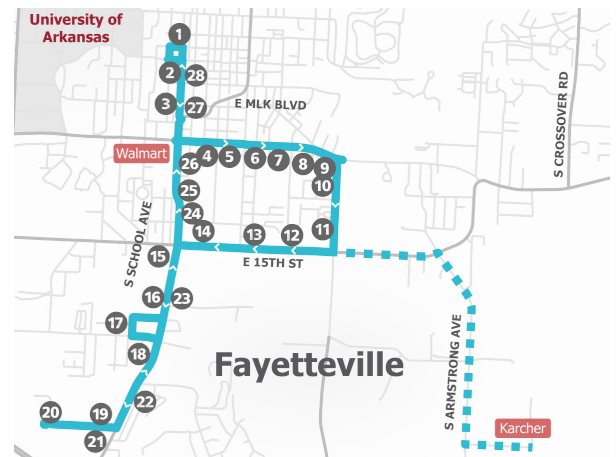 University of
Arkansas
1
2
28
3
27
E MLK BLVD
S CROSSOVER RD
Walmart
26
4
5
6
7
8
9
10
25
24
14
13
12
11
S SCHOOL AVE
15
E 15TH ST
16
23
17
18
Fayetteville
S ARMSTRONG AVE
22
20
19
21
Karcher